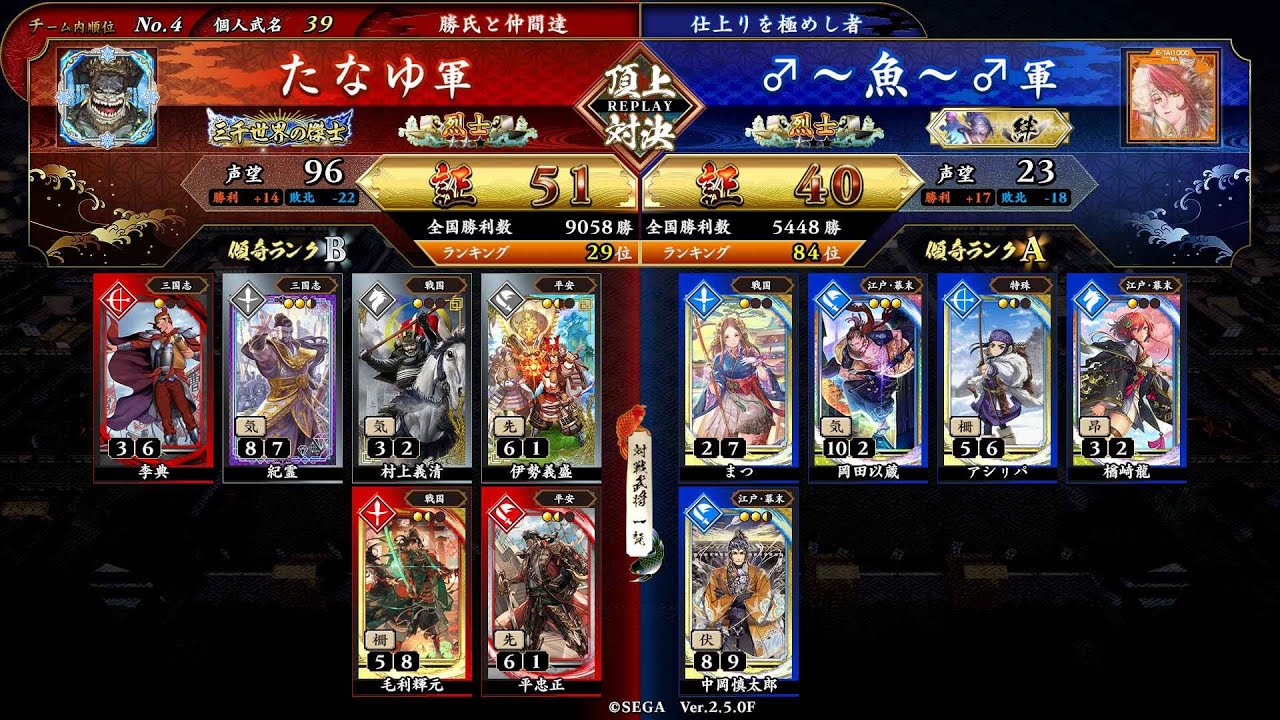 チーム内順位 No.4 個人武名 39
勝氏と仲間達
仕上りを極めし者
たなゆ軍
頂上
REPLAY
対決
♂～魚～♂軍
E-TAI1000
三千世界の傑士
烈士
烈士
絆
声望 96
勝利 +14 敗北 -22
証 51
証 40
声望 23
勝利 +17 敗北 -18
全国勝利数 9058勝
全国勝利数 5448勝
傾奇ランクB
ランキング 29位
ランキング 84位
傾奇ランクA
三国志
3 6
李典
三国志
気
8 7
紀霊
戦国
気
3 2
村上義清
平安
先
6 1
伊勢義盛
戦国
柵
5 8
毛利輝元
平安
先
6 1
平忠正
対戦武将一覧
戦国
2 7
まつ
江戸・幕末
気
10 2
岡田以蔵
特殊
柵
5 6
アシㇼパ
江戸・幕末
昂
3 2
楢崎龍
江戸・幕末
伏
8 9
中岡慎太郎
©SEGA Ver.2.5.0F